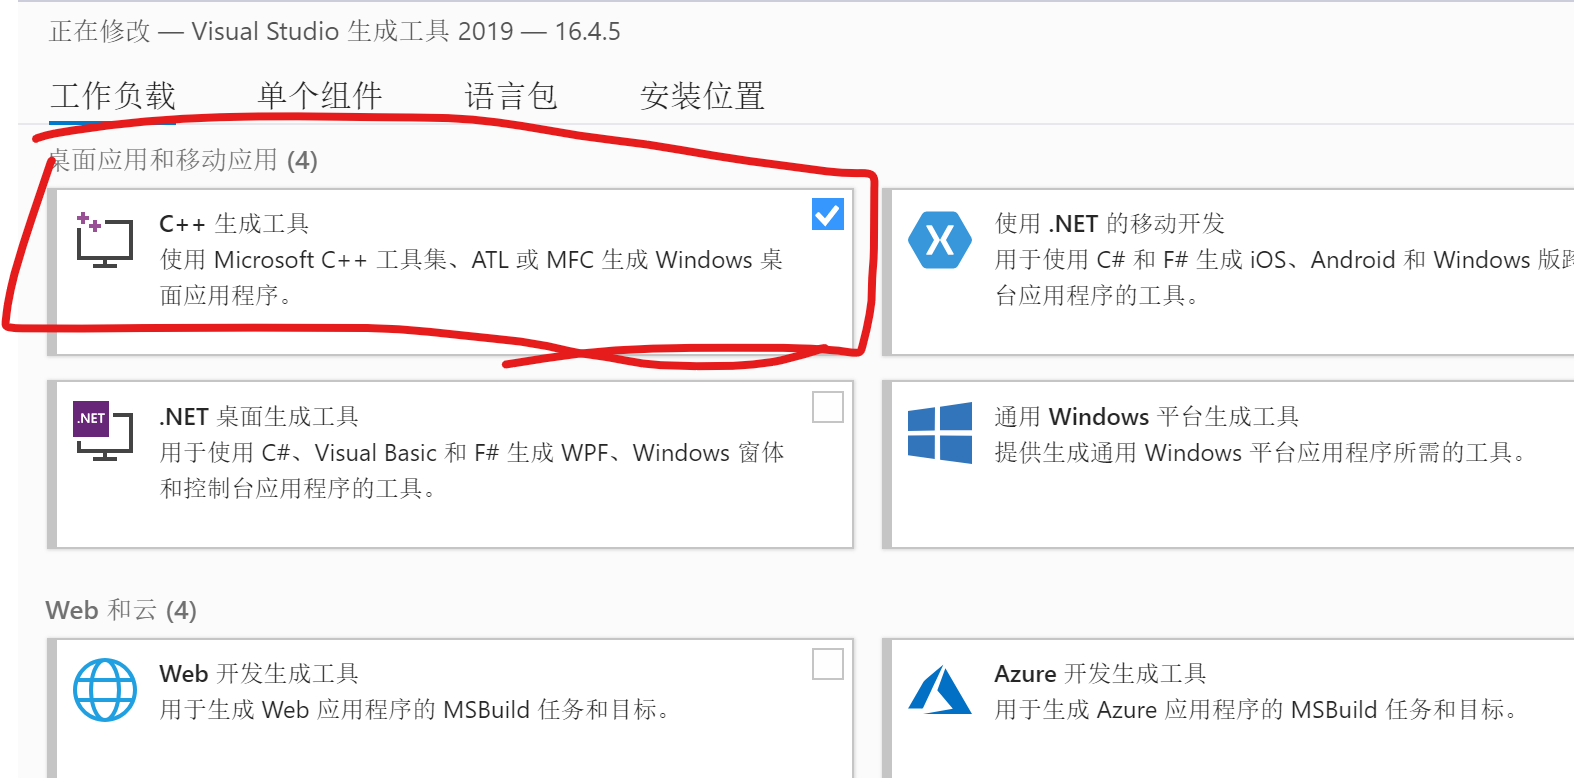 正在修改 — Visual Studio 生成工具 2019 — 16.4.5
工作负载 单个组件 语言包 安装位置
桌面应用和移动应用 (4)
C++ 生成工具
使用 Microsoft C++ 工具集、ATL 或 MFC 生成 Windows 桌
面应用程序。
使用 .NET 的移动开发
用于使用 C# 和 F# 生成 iOS、Android 和 Windows 版跨
台应用程序的工具。
.NET
.NET 桌面生成工具
用于使用 C#、Visual Basic 和 F# 生成 WPF、Windows 窗体
和控制台应用程序的工具。
通用 Windows 平台生成工具
提供生成通用 Windows 平台应用程序所需的工具。
Web 和云 (4)
Web 开发生成工具
用于生成 Web 应用程序的 MSBuild 任务和目标。
Azure 开发生成工具
用于生成 Azure 应用程序的 MSBuild 任务和目标。